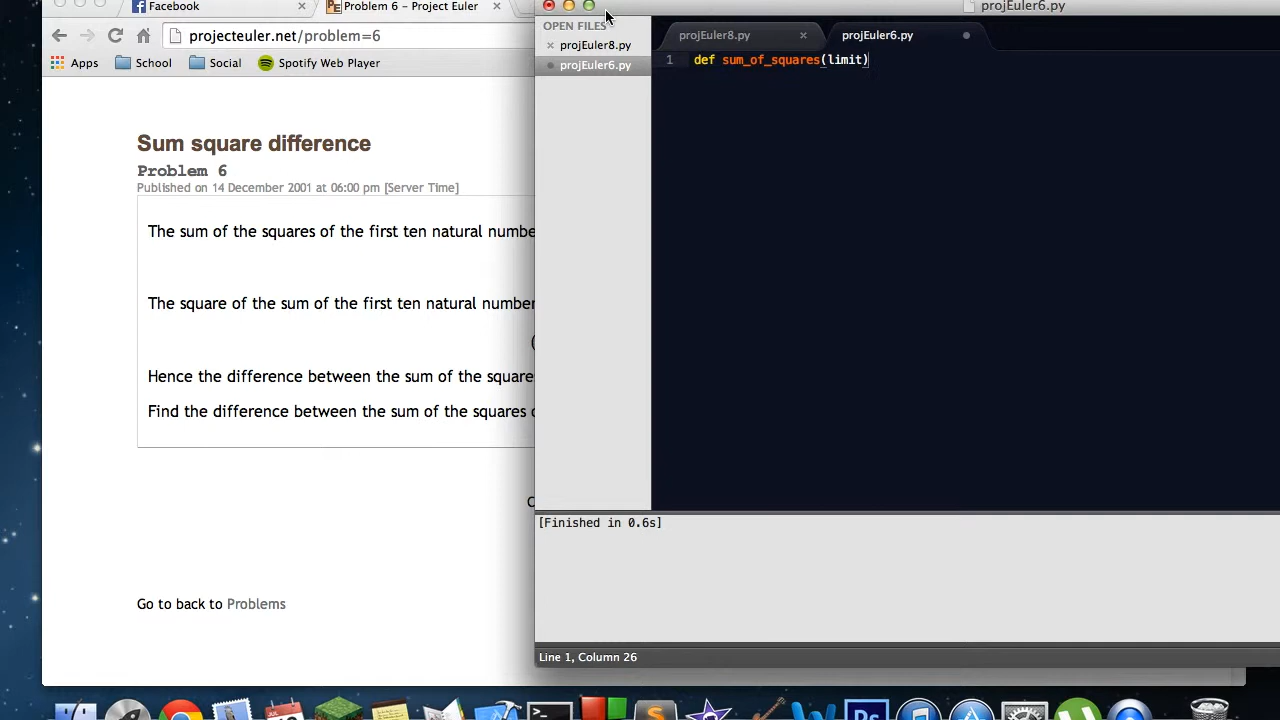 Facebook
Problem 6 - Project Euler
projecteuler.net/problem=6
Apps School Social Spotify Web Player
Sum square difference
Problem 6
Published on 14 December 2001 at 06:00 pm [Server Time]
The sum of the squares of the first ten natural numbe
The square of the sum of the first ten natural number
(
Hence the difference between the sum of the square
Find the difference between the sum of the squares
Go to back to Problems
projEuler6.py
OPEN FILES
projEuler8.py
projEuler6.py
projEuler8.py projEuler6.py
1 def sum_of_squares(limit)
[Finished in 0.6s]
Line 1, Column 26
JUL
Ps